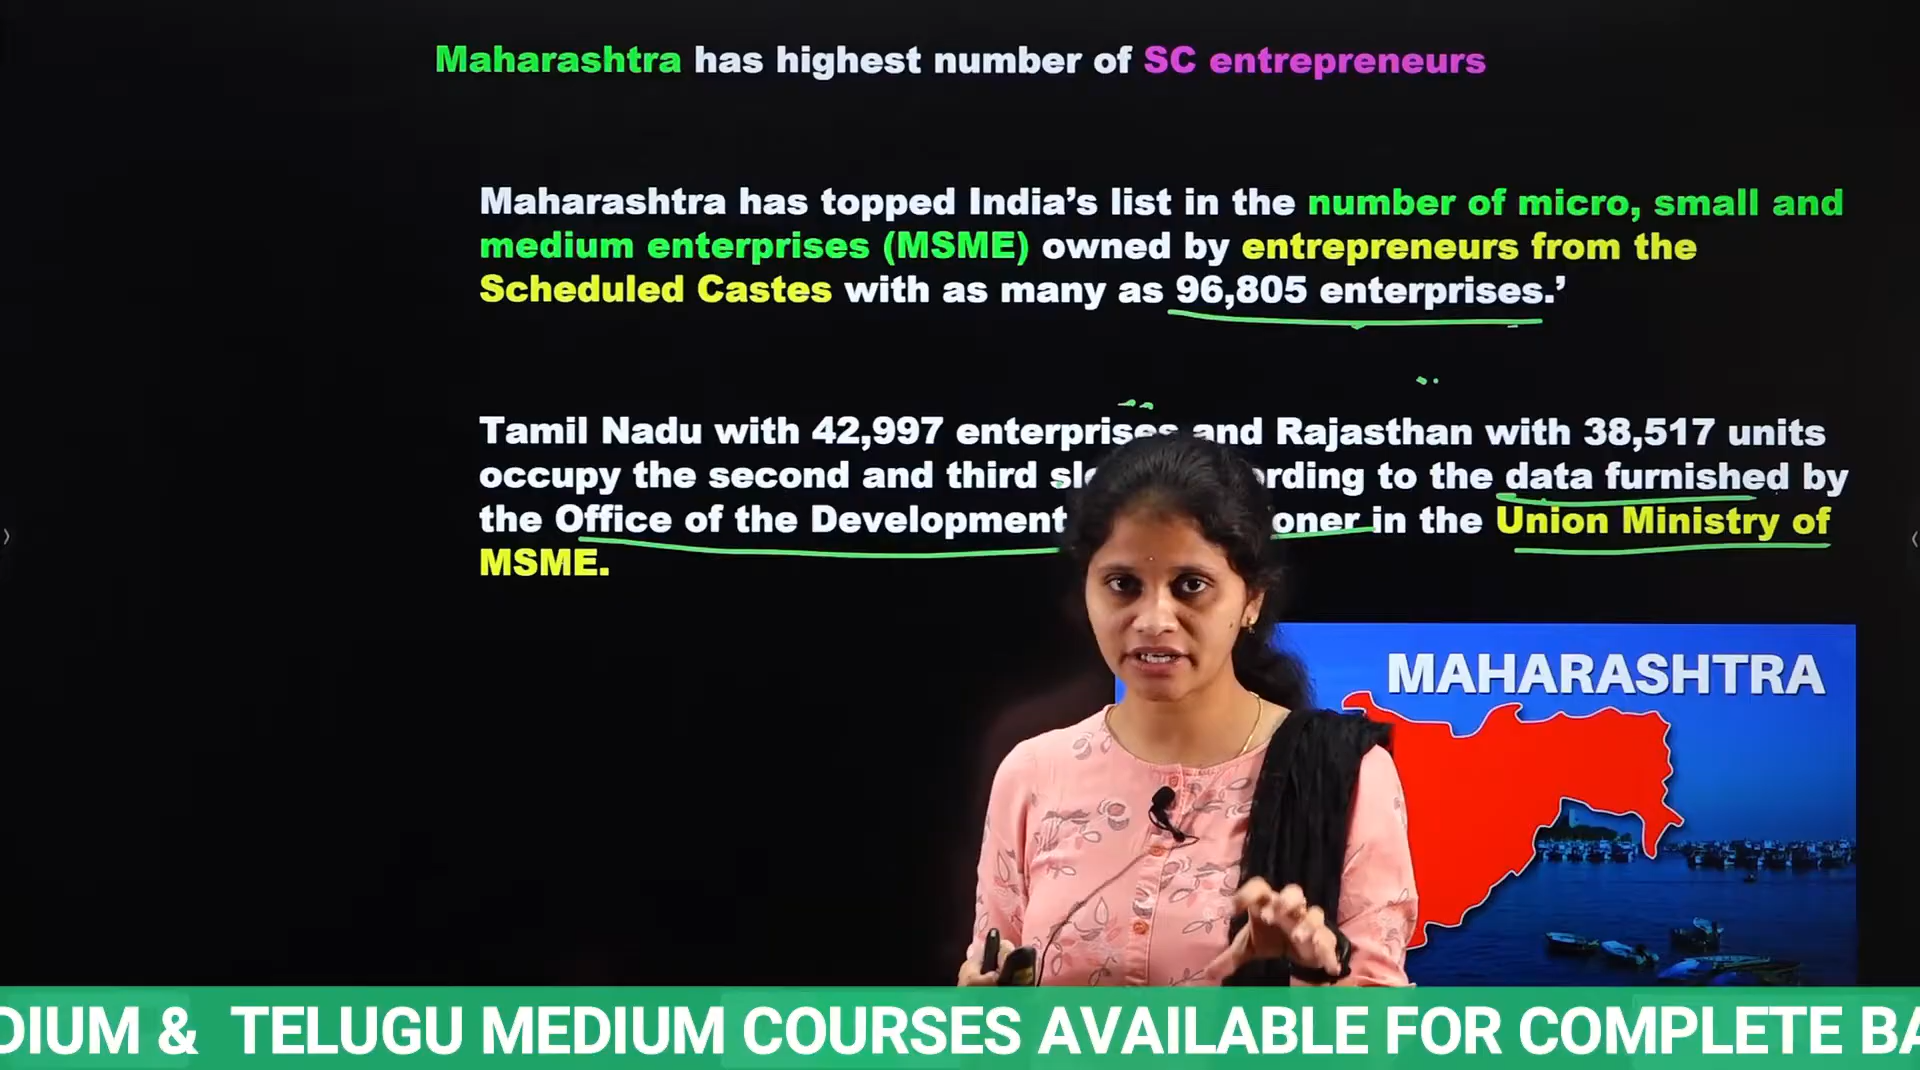 Maharashtra has highest number of SC entrepreneurs
Maharashtra has topped India’s list in the number of micro, small and
medium enterprises (MSME) owned by entrepreneurs from the
Scheduled Castes with as many as 96,805 enterprises.’
Tamil Nadu with 42,997 enterprises and Rajasthan with 38,517 units
occupy the second and third to the data furnished by
the Office of the Development in the Union Ministry of
MSME.
MAHARASHTRA
& TELUGU MEDIUM COURSES AVAILABLE FOR COMPLETE